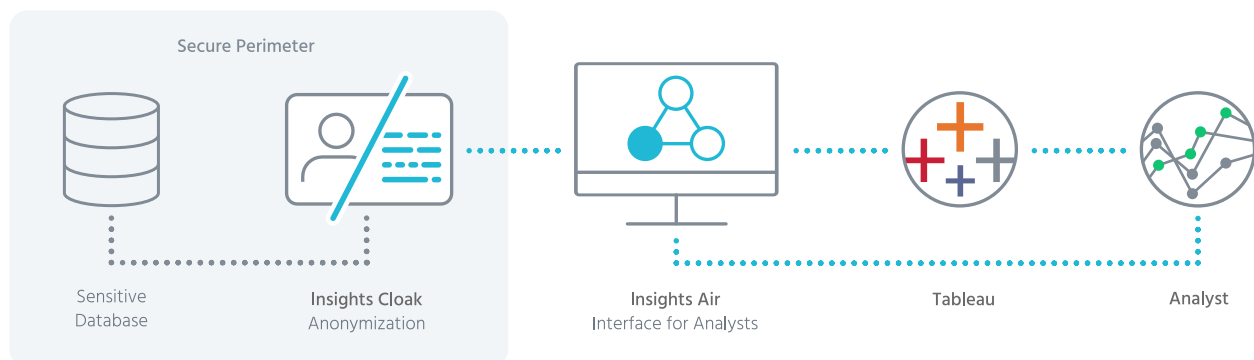 Secure Perimeter
Sensitive
Database
Insights Cloak
Anonymization
Insights Air
Interface for Analysts
Tableau
Analyst